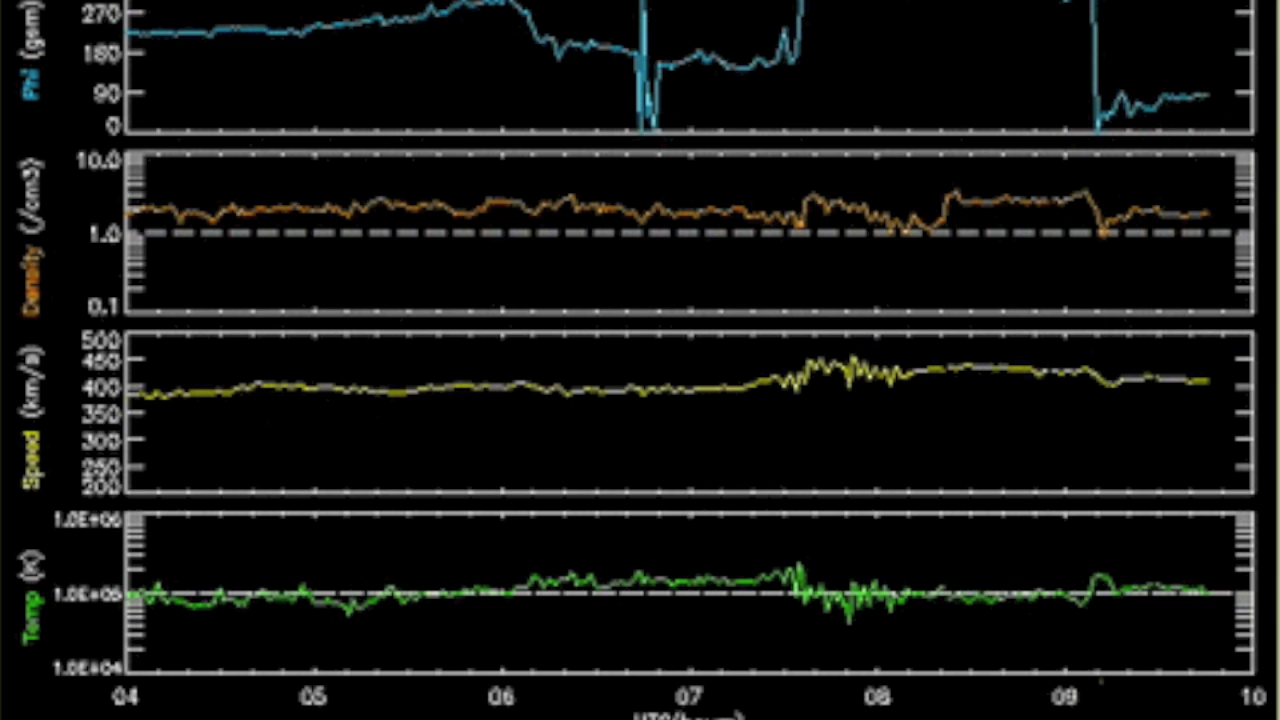 270
180
90
0
Phi (gsm)
10.0
1.0
0.1
Density (/cm3)
500
450
400
350
300
250
200
Speed (km/s)
1.0E+06
1.0E+05
1.0E+04
Temp (K)
04 05 06 07 08 09 10